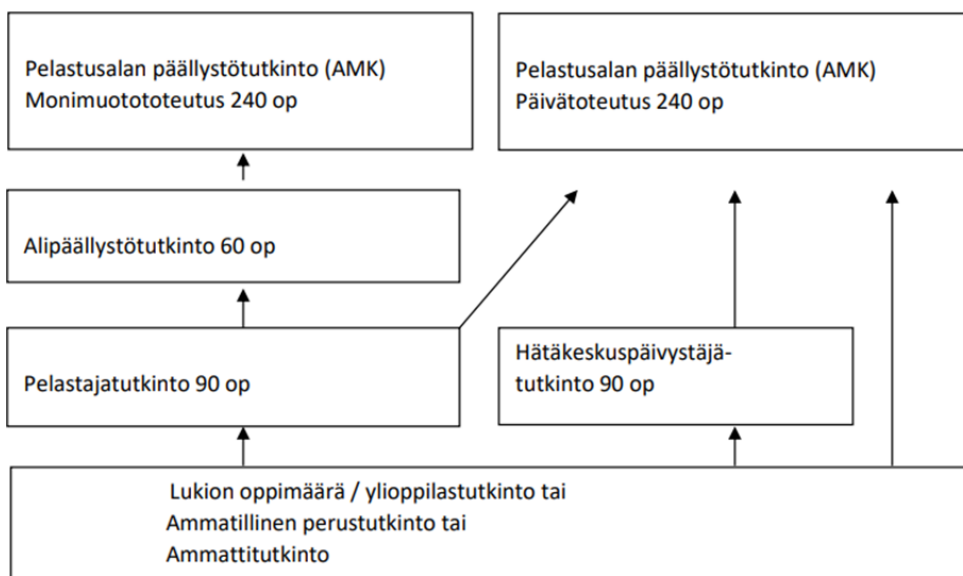 Pelastusalan päällystötutkinto (AMK)
Monimuotototeutus 240 op
Pelastusalan päällystötutkinto (AMK)
Päivätoteutus 240 op
Alipäällystötutkinto 60 op
Pelastajatutkinto 90 op
Hätäkeskuspäivystäjä-
tutkinto 90 op
Lukion oppimäärä / ylioppilastutkinto tai
Ammatillinen perustutkinto tai
Ammattitutkinto